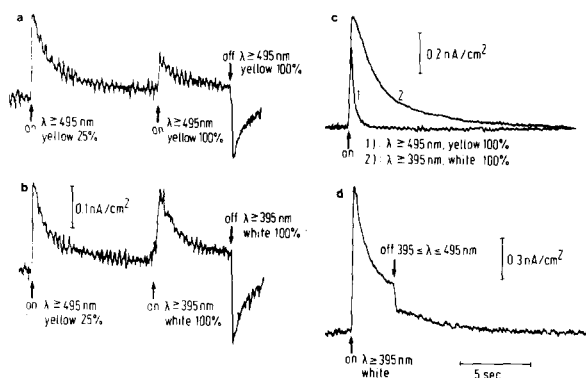 a
off λ ≥ 495 nm
yellow 100%
on λ ≥ 495 nm
yellow 25%
on λ ≥ 495 nm
yellow 100%
b
0.1 nA/cm²
off λ ≥ 395 nm
white 100%
on λ ≥ 495 nm
yellow 25%
on λ ≥ 395 nm
white 100%
c
0.2 nA/cm²
1
2
on
1) : λ ≥ 495 nm, yellow 100%
2) : λ ≥ 395 nm, white 100%
d
off 395 ≤ λ ≤ 495 nm
0.3 nA/cm²
on λ ≥ 395 nm
white
5 sec